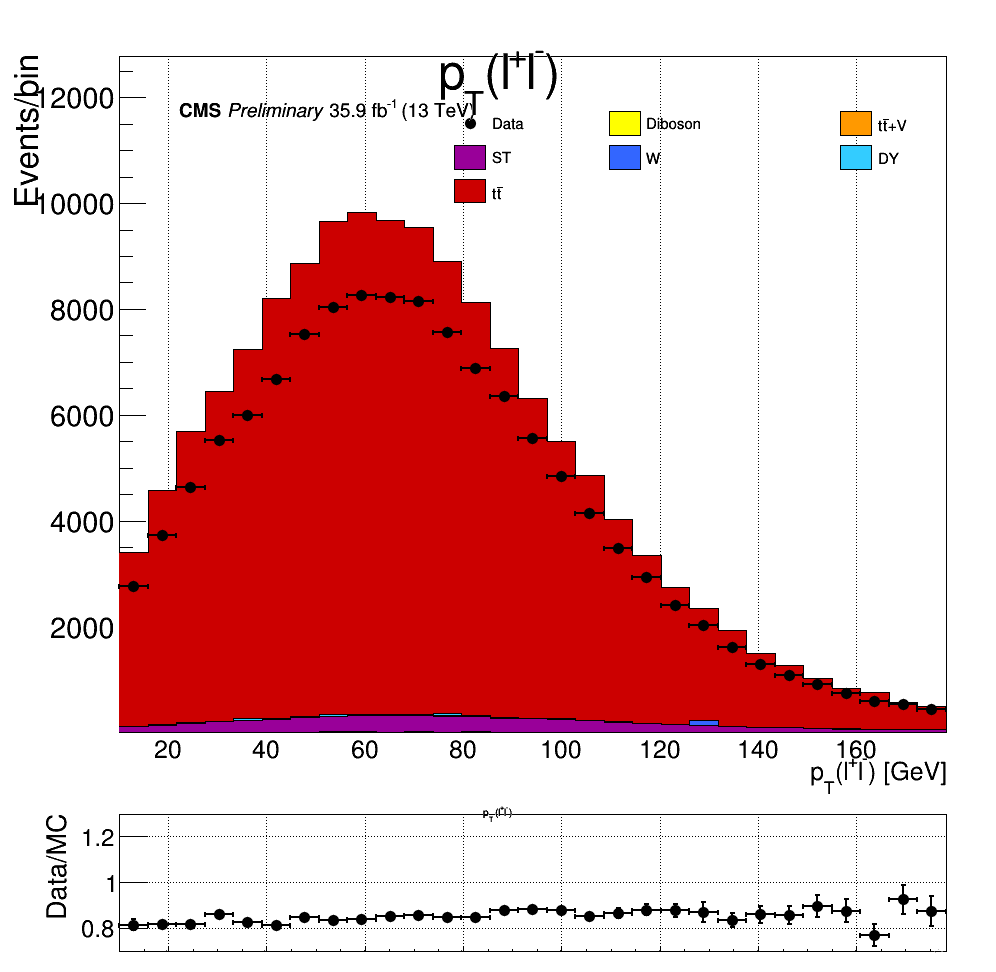 p_T(l⁺l⁻)
Events/bin
CMS Preliminary 35.9 fb⁻¹ (13 TeV)
Data
Diboson
tt̄+V
ST
W
DY
tt̄
12000
10000
8000
6000
4000
2000
20 40 60 80 100 120 140 160
p_T(l⁺l⁻) [GeV]
p_T(l⁺l⁻)
Data/MC
1.2
1
0.8